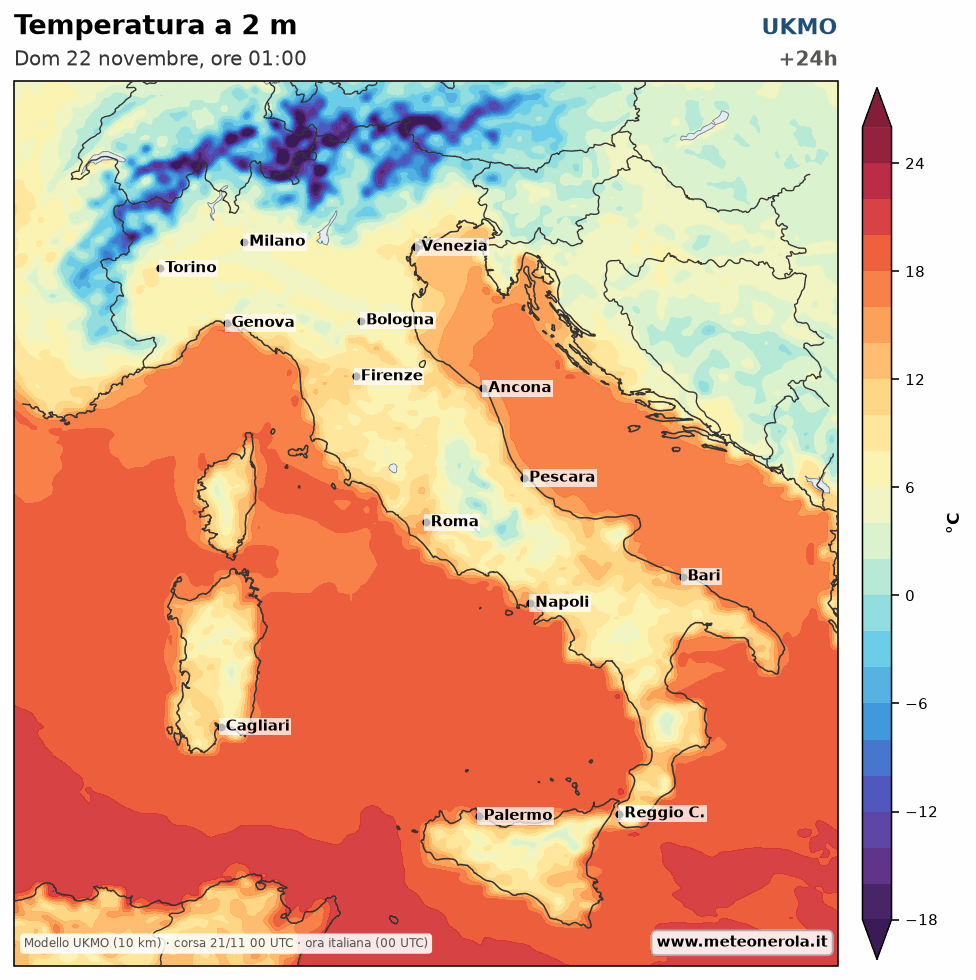 Temperatura a 2 m
UKMO
Dom 22 novembre, ore 01:00
+24h
Milano
Venezia
Torino
Genova
Bologna
Firenze
Ancona
Pescara
Roma
Bari
Napoli
Cagliari
Palermo
Reggio C.
24
18
12
6
0
−6
−12
−18
°C
Modello UKMO (10 km) · corsa 21/11 00 UTC · ora italiana (00 UTC)
www.meteonerola.it